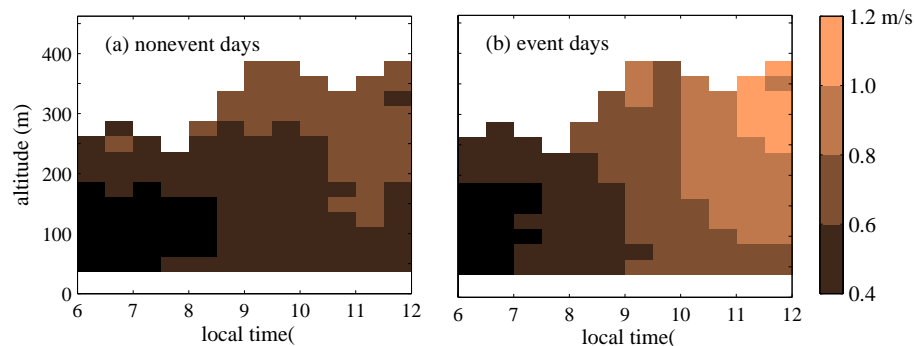 (a) nonevent days
(b) event days
altitude (m)
400
300
200
100
0
6 7 8 9 10 11 12
local time(
6 7 8 9 10 11 12
local time(
1.2 m/s
1.0
0.8
0.6
0.4